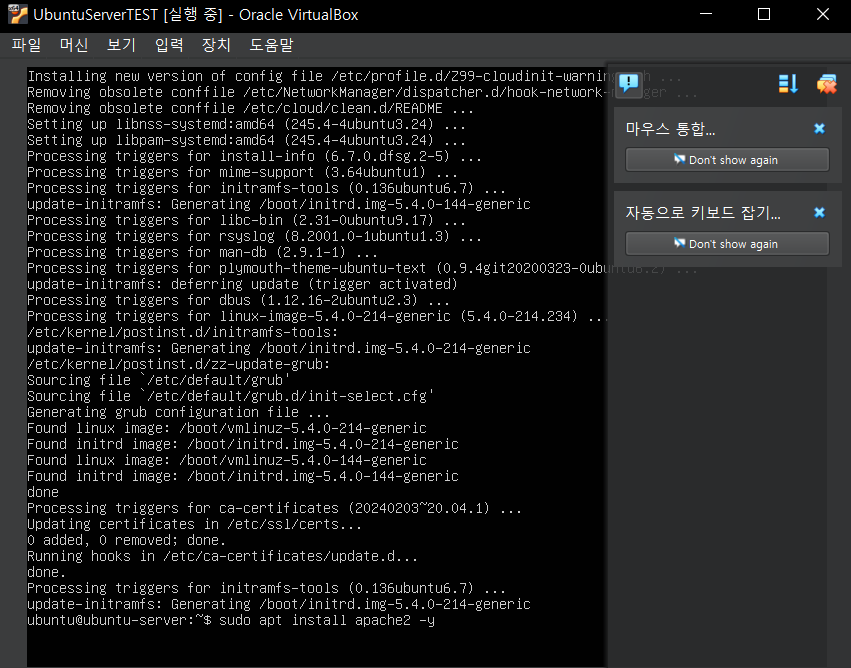 UbuntuServerTEST [실행 중] - Oracle VirtualBox
파일 머신 보기 입력 장치 도움말
Installing new version of config file /etc/profile.d/Z99-cloudinit-warnin
Removing obsolete conffile /etc/NetworkManager/dispatcher.d/hook-network-manager ...
Removing obsolete conffile /etc/cloud/clean.d/README ...
Setting up libnss-systemd:amd64 (245.4-4ubuntu3.24) ...
Setting up libpam-systemd:amd64 (245.4-4ubuntu3.24) ...
Processing triggers for install-info (6.7.0.dfsg.2-5) ...
Processing triggers for mime-support (3.64ubuntu1) ...
Processing triggers for initramfs-tools (0.136ubuntu6.7) ...
update-initramfs: Generating /boot/initrd.img-5.4.0-144-generic
Processing triggers for libc-bin (2.31-0ubuntu9.17) ...
Processing triggers for rsyslog (8.2001.0-1ubuntu1.3) ...
Processing triggers for man-db (2.9.1-1) ...
Processing triggers for plymouth-theme-ubuntu-text (0.9.4git20200323-0ubuntu6.2) ...
update-initramfs: deferring update (trigger activated)
Processing triggers for dbus (1.12.16-2ubuntu2.3) ...
Processing triggers for linux-image-5.4.0-214-generic (5.4.0-214.234) ...
/etc/kernel/postinst.d/initramfs-tools:
update-initramfs: Generating /boot/initrd.img-5.4.0-214-generic
/etc/kernel/postinst.d/zz-update-grub:
Sourcing file `/etc/default/grub'
Sourcing file `/etc/default/grub.d/init-select.cfg'
Generating grub configuration file ...
Found linux image: /boot/vmlinuz-5.4.0-214-generic
Found initrd image: /boot/initrd.img-5.4.0-214-generic
Found linux image: /boot/vmlinuz-5.4.0-144-generic
Found initrd image: /boot/initrd.img-5.4.0-144-generic
done
Processing triggers for ca-certificates (20240203~20.04.1) ...
Updating certificates in /etc/ssl/certs...
0 added, 0 removed; done.
Running hooks in /etc/ca-certificates/update.d...
done.
Processing triggers for initramfs-tools (0.136ubuntu6.7) ...
update-initramfs: Generating /boot/initrd.img-5.4.0-214-generic
ubuntu@ubuntu-server:~$ sudo apt install apache2 -y
마우스 통합...
Don't show again
자동으로 키보드 잡기...
Don't show again